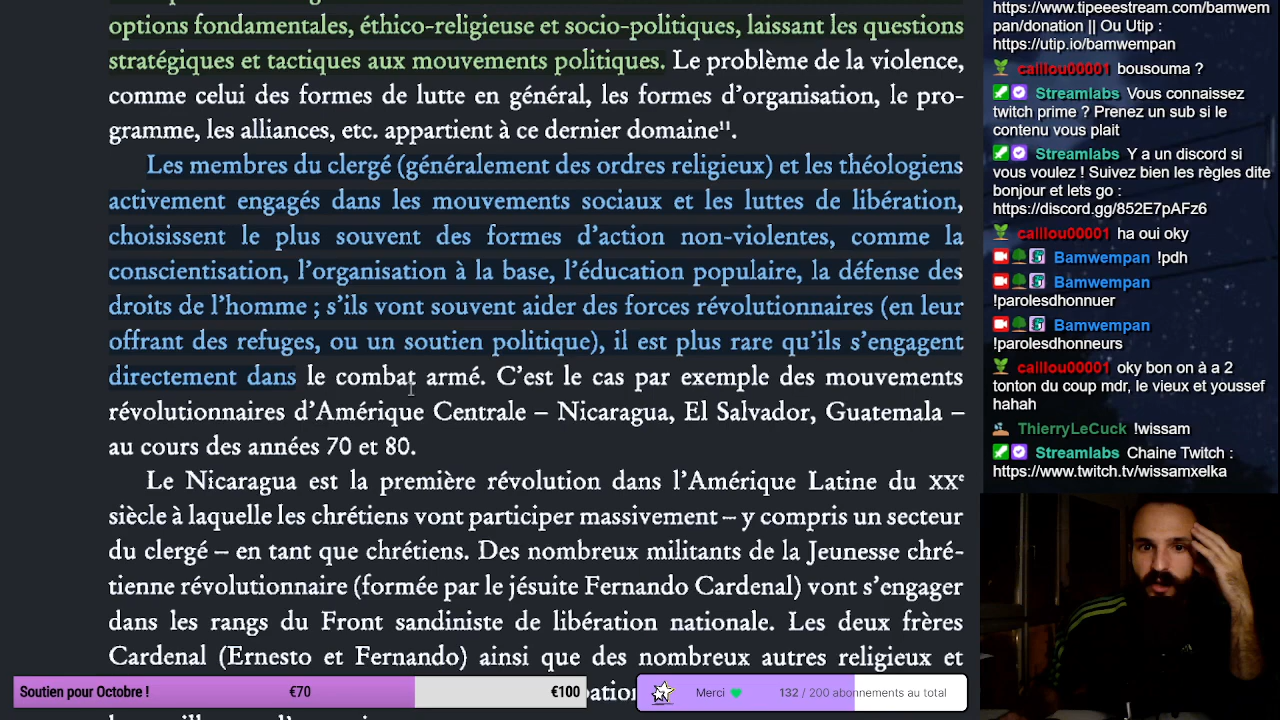 options fondamentales, éthico-religieuse et socio-politiques, laissant les questions
stratégiques et tactiques aux mouvements politiques. Le problème de la violence,
comme celui des formes de lutte en général, les formes d'organisation, le pro-
gramme, les alliances, etc. appartient à ce dernier domaine¹¹.
Les membres du clergé (généralement des ordres religieux) et les théologiens
activement engagés dans les mouvements sociaux et les luttes de libération,
choisissent le plus souvent des formes d'action non-violentes, comme la
conscientisation, l'organisation à la base, l'éducation populaire, la défense des
droits de l'homme ; s'ils vont souvent aider des forces révolutionnaires (en leur
offrant des refuges, ou un soutien politique), il est plus rare qu'ils s'engagent
directement dans le combat armé. C'est le cas par exemple des mouvements
révolutionnaires d'Amérique Centrale – Nicaragua, El Salvador, Guatemala –
au cours des années 70 et 80.
Le Nicaragua est la première révolution dans l'Amérique Latine du XXᵉ
siècle à laquelle les chrétiens vont participer massivement – y compris un secteur
du clergé – en tant que chrétiens. Des nombreux militants de la Jeunesse chré-
tienne révolutionnaire (formée par le jésuite Fernando Cardenal) vont s'engager
dans les rangs du Front sandiniste de libération nationale. Les deux frères
Cardenal (Ernesto et Fernando) ainsi que des nombreux autres religieux et
Soutien pour Octobre ! €70 €100
Merci 132 / 200 abonnements au total
https://www.tipeeestream.com/bamwem
pan/donation || Ou Utip :
https://utip.io/bamwempan
calllou00001 bousouma ?
Streamlabs Vous connaissez
twitch prime ? Prenez un sub si le
contenu vous plait
Streamlabs Y a un discord si
vous voulez ! Suivez bien les règles dite
bonjour et lets go :
https://discord.gg/852E7pAFz6
calllou00001 ha oui oky
Bamwempan !pdh
Bamwempan
!parolesdhonnuer
Bamwempan
!parolesdhonneurs
calllou00001 oky bon on à a 2
tonton du coup mdr, le vieux et youssef
hahah
ThierryLeCuck !wissam
Streamlabs Chaine Twitch :
https://www.twitch.tv/wissamxelka